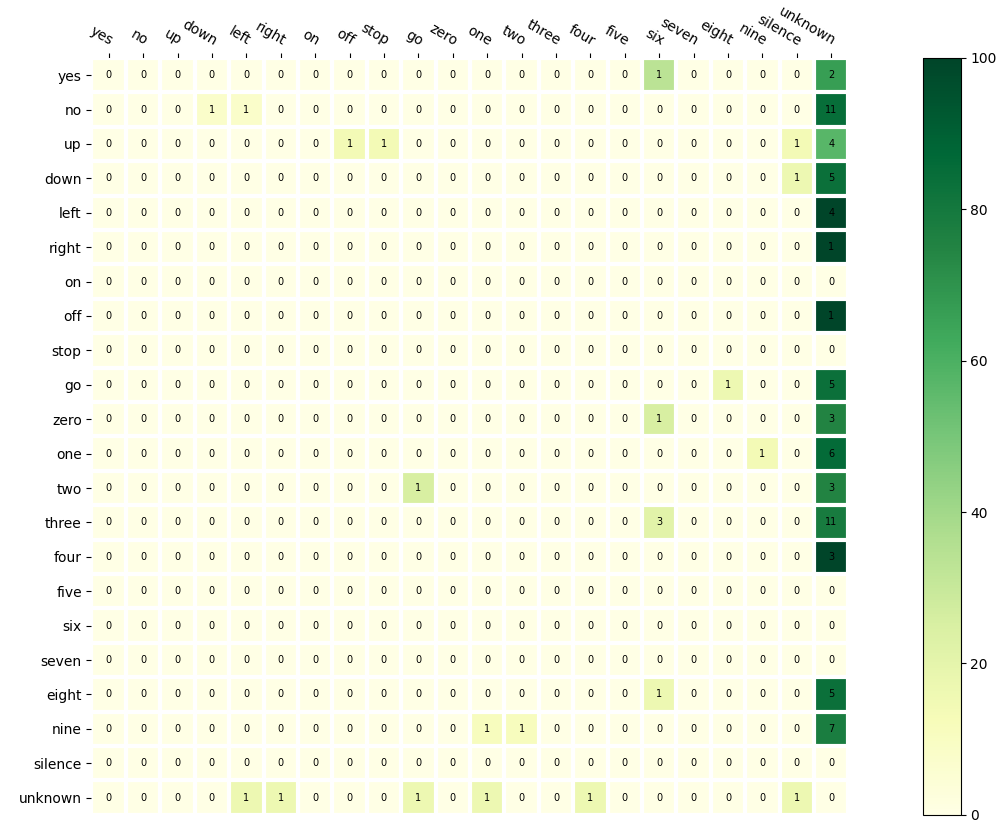 yes no up down left right on off stop go zero one two three four five six seven eight nine silence unknown
yes 0 0 0 0 0 0 0 0 0 0 0 0 0 0 0 0 1 0 0 0 0 2
no 0 0 0 1 1 0 0 0 0 0 0 0 0 0 0 0 0 0 0 0 0 11
up 0 0 0 0 0 0 0 1 1 0 0 0 0 0 0 0 0 0 0 0 1 4
down 0 0 0 0 0 0 0 0 0 0 0 0 0 0 0 0 0 0 0 0 1 5
left 0 0 0 0 0 0 0 0 0 0 0 0 0 0 0 0 0 0 0 0 0 4
right 0 0 0 0 0 0 0 0 0 0 0 0 0 0 0 0 0 0 0 0 0 1
on 0 0 0 0 0 0 0 0 0 0 0 0 0 0 0 0 0 0 0 0 0 0
off 0 0 0 0 0 0 0 0 0 0 0 0 0 0 0 0 0 0 0 0 0 1
stop 0 0 0 0 0 0 0 0 0 0 0 0 0 0 0 0 0 0 0 0 0 0
go 0 0 0 0 0 0 0 0 0 0 0 0 0 0 0 0 0 0 1 0 0 5
zero 0 0 0 0 0 0 0 0 0 0 0 0 0 0 0 0 1 0 0 0 0 3
one 0 0 0 0 0 0 0 0 0 0 0 0 0 0 0 0 0 0 0 1 0 6
two 0 0 0 0 0 0 0 0 0 1 0 0 0 0 0 0 0 0 0 0 0 3
three 0 0 0 0 0 0 0 0 0 0 0 0 0 0 0 0 3 0 0 0 0 11
four 0 0 0 0 0 0 0 0 0 0 0 0 0 0 0 0 0 0 0 0 0 3
five 0 0 0 0 0 0 0 0 0 0 0 0 0 0 0 0 0 0 0 0 0 0
six 0 0 0 0 0 0 0 0 0 0 0 0 0 0 0 0 0 0 0 0 0 0
seven 0 0 0 0 0 0 0 0 0 0 0 0 0 0 0 0 0 0 0 0 0 0
eight 0 0 0 0 0 0 0 0 0 0 0 0 0 0 0 0 1 0 0 0 0 5
nine 0 0 0 0 0 0 0 0 0 0 0 1 1 0 0 0 0 0 0 0 0 7
silence 0 0 0 0 0 0 0 0 0 0 0 0 0 0 0 0 0 0 0 0 0 0
unknown 0 0 0 0 1 1 0 0 0 1 0 1 0 0 1 0 0 0 0 0 1 0
100
80
60
40
20
0